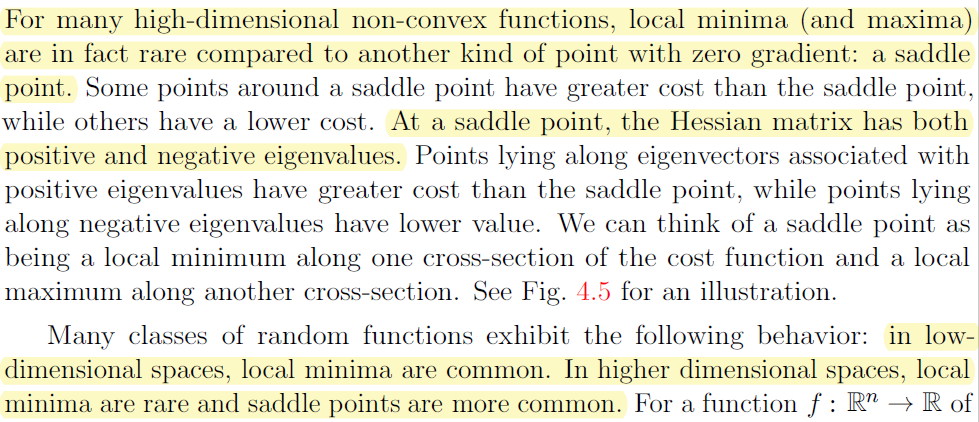 For many high-dimensional non-convex functions, local minima (and maxima)
are in fact rare compared to another kind of point with zero gradient: a saddle
point. Some points around a saddle point have greater cost than the saddle point,
while others have a lower cost. At a saddle point, the Hessian matrix has both
positive and negative eigenvalues. Points lying along eigenvectors associated with
positive eigenvalues have greater cost than the saddle point, while points lying
along negative eigenvalues have lower value. We can think of a saddle point as
being a local minimum along one cross-section of the cost function and a local
maximum along another cross-section. See Fig. 4.5 for an illustration.
Many classes of random functions exhibit the following behavior: in low-
dimensional spaces, local minima are common. In higher dimensional spaces, local
minima are rare and saddle points are more common. For a function f : ℝⁿ → ℝ of